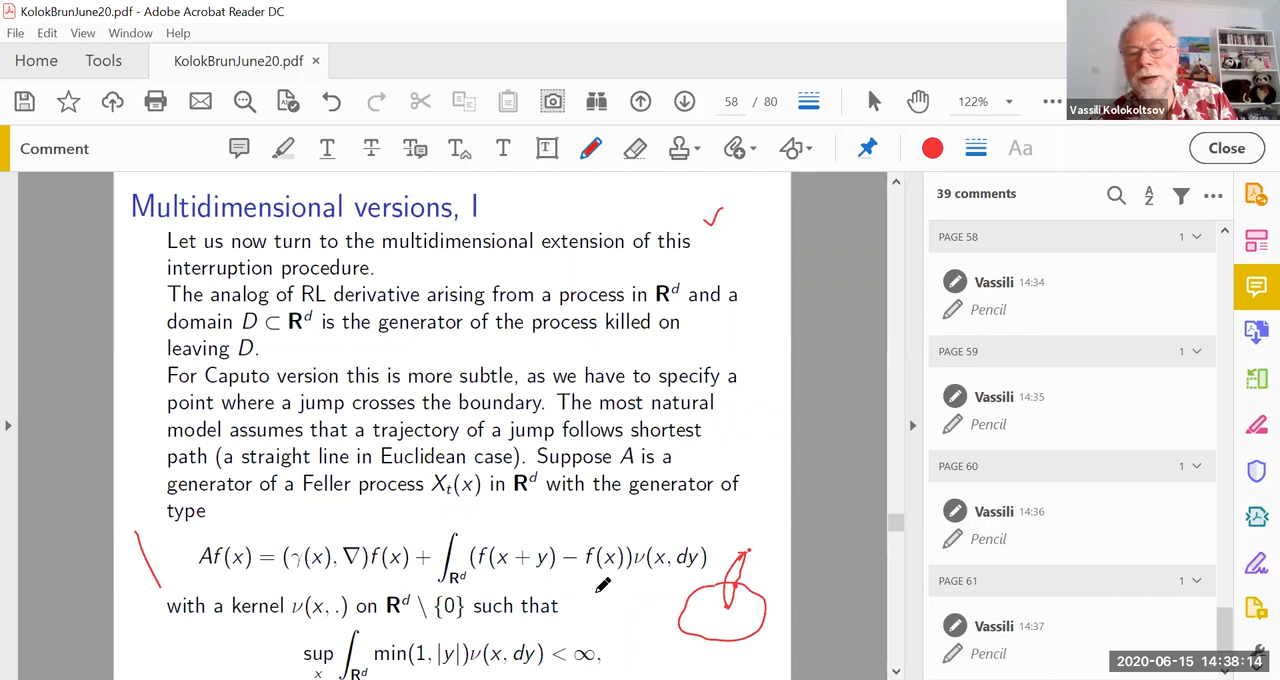 KolokBrunJune20.pdf - Adobe Acrobat Reader DC
File Edit View Window Help
Home Tools KolokBrunJune20.pdf ×
58 / 80 122%
Vassili Kolokoltsov
Comment
Aa
Close
39 comments
Multidimensional versions, I
Let us now turn to the multidimensional extension of this
interruption procedure.
The analog of RL derivative arising from a process in R^d and a
domain D ⊂ R^d is the generator of the process killed on
leaving D.
For Caputo version this is more subtle, as we have to specify a
point where a jump crosses the boundary. The most natural
model assumes that a trajectory of a jump follows shortest
path (a straight line in Euclidean case). Suppose A is a
generator of a Feller process X_t(x) in R^d with the generator of
type
Af(x) = (γ(x), ∇)f(x) + ∫_{R^d} (f(x + y) − f(x))ν(x, dy)
with a kernel ν(x, .) on R^d \ {0} such that
sup_x ∫_{R^d} min(1, |y|)ν(x, dy) < ∞,
PAGE 58 1
Vassili 14:34
Pencil
PAGE 59 1
Vassili 14:35
Pencil
PAGE 60 1
Vassili 14:36
Pencil
PAGE 61 1
Vassili 14:37
Pencil
2020-06-15 14:38:14